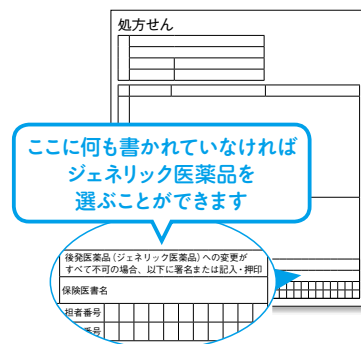 処方せん
ここに何も書かれていなければ
ジェネリック医薬品を
選ぶことができます
後発医薬品（ジェネリック医薬品）への変更が
すべて不可の場合、以下に署名または記入・押印
保険医署名
担者番号
番号